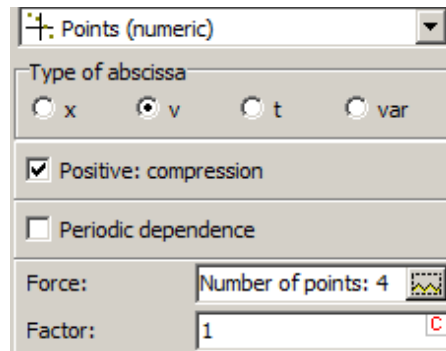 Points (numeric)
Type of abscissa
x v t var
Positive: compression
Periodic dependence
Force: Number of points: 4
Factor: 1 C